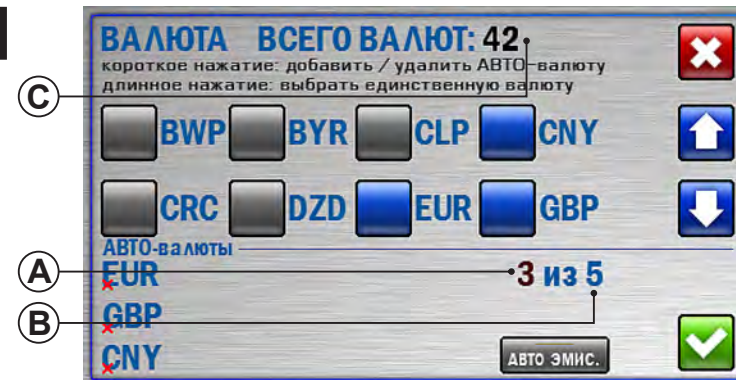 ВАЛЮТА ВСЕГО ВАЛЮТ: 42
короткое нажатие: добавить / удалить АВТО-валюту
длинное нажатие: выбрать единственную валюту
C
BWP BYR CLP CNY
CRC DZD EUR GBP
АВТО-валюты
A
EUR 3 из 5
B
GBP
CNY АВТО ЭМИС.